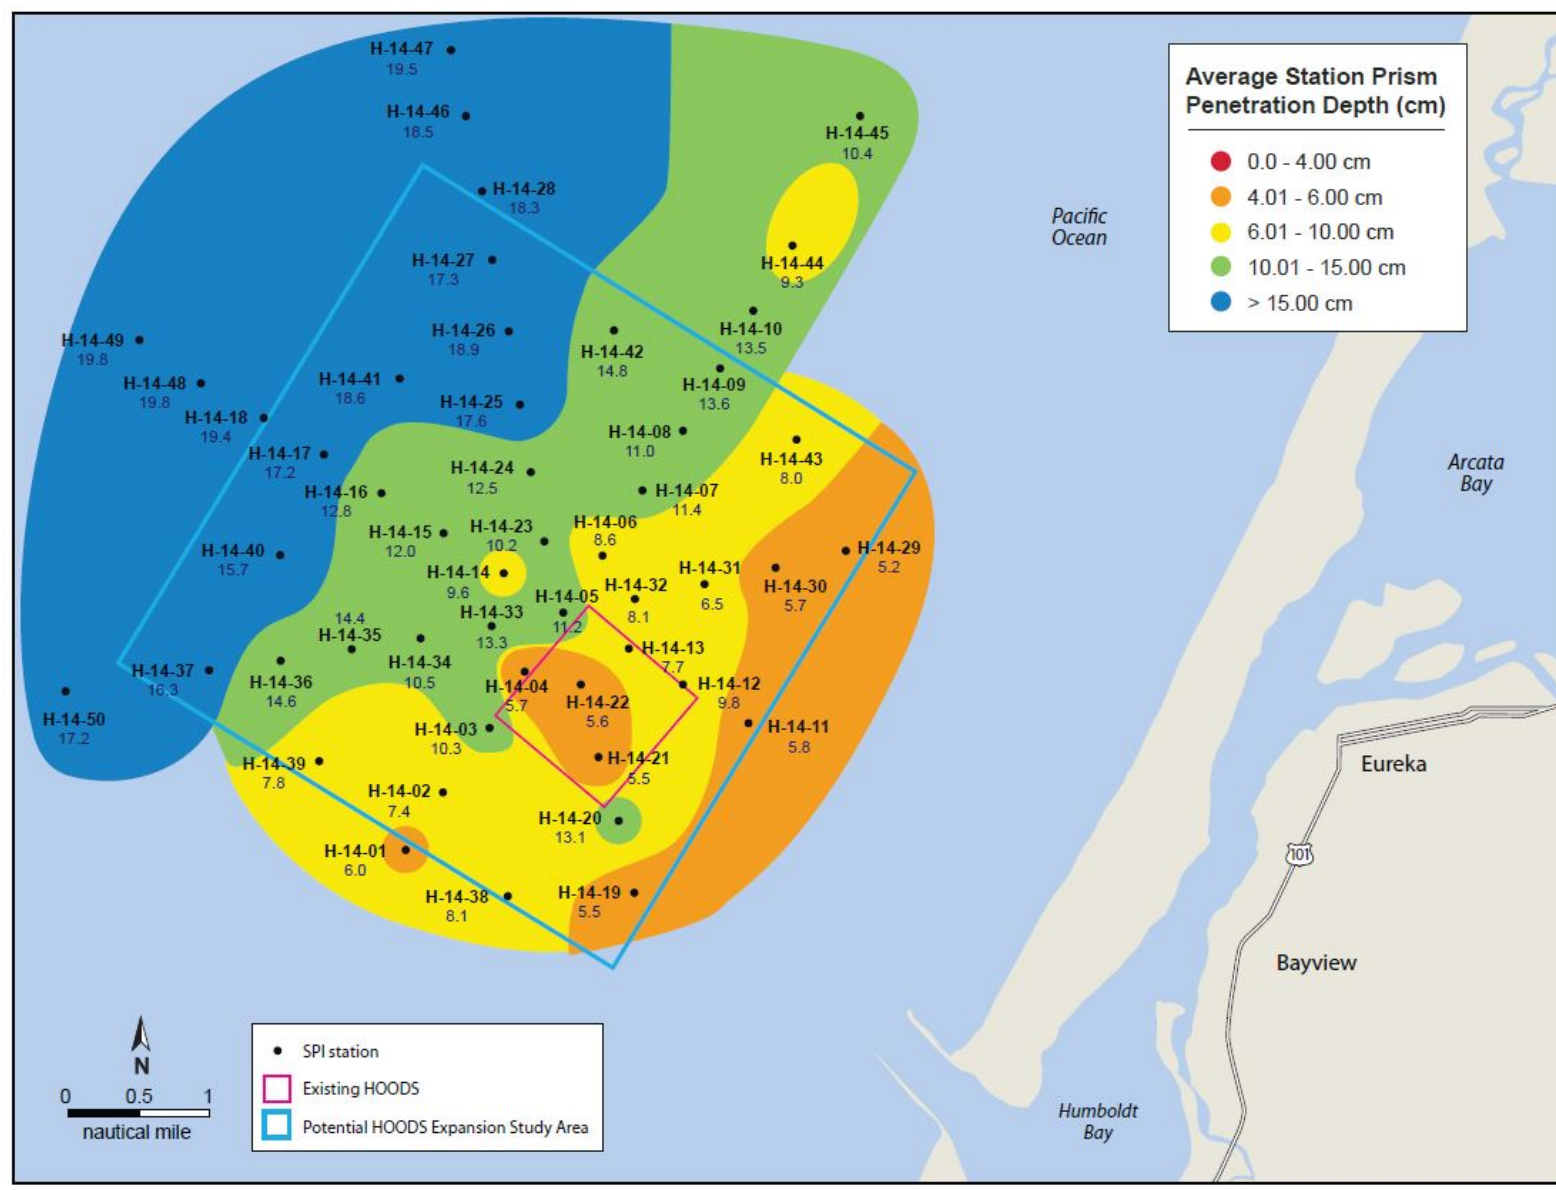 H-14-47
19.5
H-14-46
18.5
H-14-45
10.4
H-14-28
18.3
H-14-27
17.3
H-14-44
9.3
H-14-26
18.9
H-14-10
13.5
H-14-49
19.8
H-14-42
14.8
H-14-48
19.8
H-14-41
18.6
H-14-09
13.6
H-14-18
19.4
H-14-25
17.6
H-14-08
11.0
H-14-17
17.2
H-14-43
8.0
H-14-24
12.5
H-14-16
12.8
H-14-07
11.4
H-14-15
12.0
H-14-23
10.2
H-14-06
8.6
H-14-40
15.7
H-14-29
5.2
H-14-14
9.6
H-14-31
6.5
H-14-32
8.1
H-14-30
5.7
H-14-05
11.2
H-14-33
13.3
14.4
H-14-35
H-14-13
7.7
H-14-34
10.5
H-14-37
16.3
H-14-36
14.6
H-14-04
5.7
H-14-12
9.8
H-14-22
5.6
H-14-50
17.2
H-14-03
10.3
H-14-11
5.8
H-14-21
5.5
H-14-39
7.8
H-14-02
7.4
H-14-20
13.1
H-14-01
6.0
H-14-38
8.1
H-14-19
5.5
Average Station Prism
Penetration Depth (cm)
0.0 - 4.00 cm
4.01 - 6.00 cm
6.01 - 10.00 cm
10.01 - 15.00 cm
> 15.00 cm
Pacific
Ocean
Arcata
Bay
Eureka
101
Bayview
Humboldt
Bay
N
0 0.5 1
nautical mile
SPI station
Existing HOODS
Potential HOODS Expansion Study Area